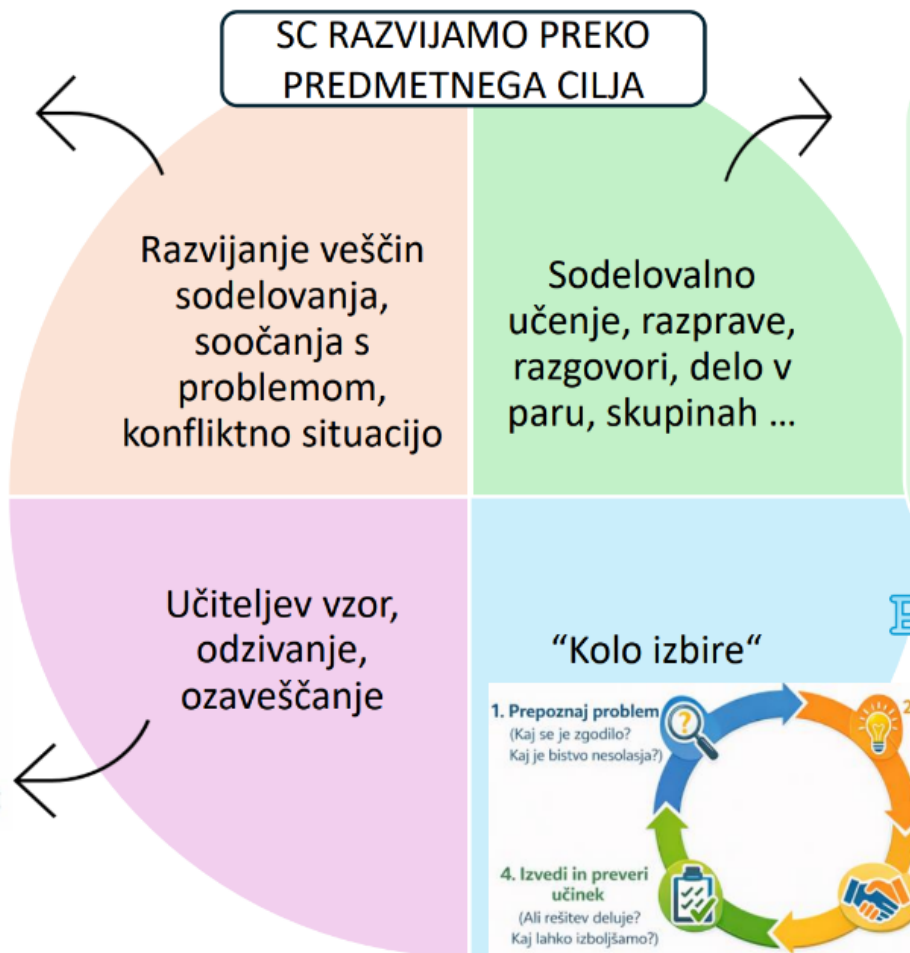 SC RAZVIJAMO PREKO
PREDMETNEGA CILJA
Razvijanje veščin
sodelovanja,
soočanja s
problemom,
konfliktno situacijo
Sodelovalno
učenje, razprave,
razgovori, delo v
paru, skupinah ...
Učiteljev vzor,
odzivanje,
ozaveščanje
“Kolo izbire“
1. Prepoznaj problem
(Kaj se je zgodilo?
Kaj je bistvo nesolasja?)
2
4. Izvedi in preveri
učinek
(Ali rešitev deluje?
Kaj lahko izboljšamo?)